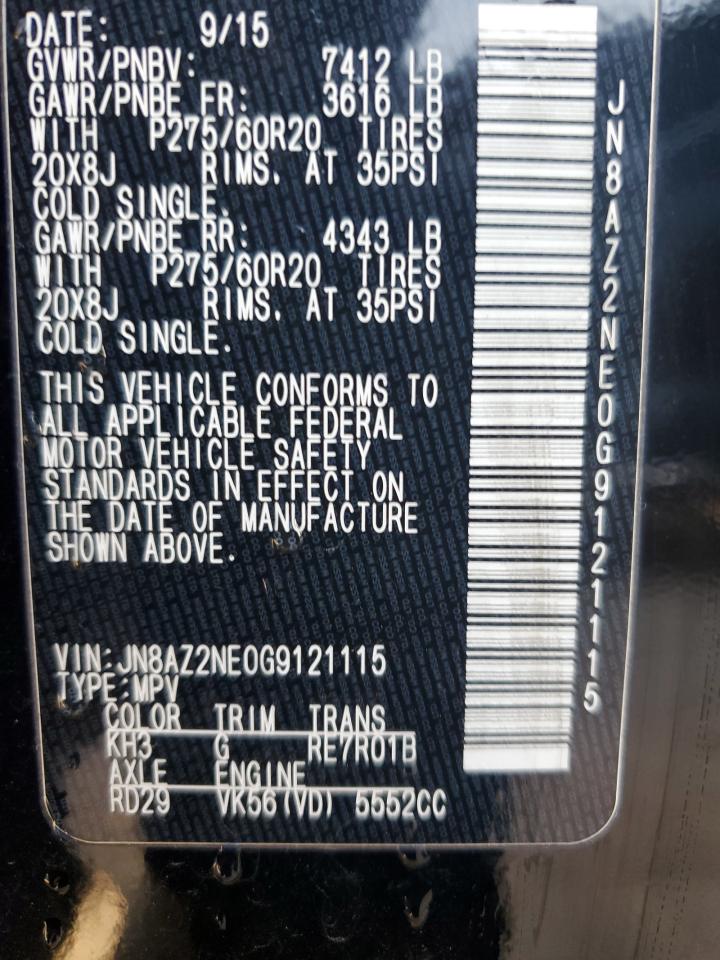 DATE: 9/15
GVWR/PNBV: 7412 LB
GAWR/PNBE FR: 3616 LB
WITH P275/60R20 TIRES
20X8J RIMS. AT 35PSI
COLD SINGLE.
GAWR/PNBE RR: 4343 LB
WITH P275/60R20 TIRES
20X8J RIMS. AT 35PSI
COLD SINGLE.
THIS VEHICLE CONFORMS TO
ALL APPLICABLE FEDERAL
MOTOR VEHICLE SAFETY
STANDARDS IN EFFECT ON
THE DATE OF MANUFACTURE
SHOWN ABOVE.
VIN:JN8AZ2NE0G9121115
TYPE:MPV
COLOR TRIM TRANS
KH3 G RE7R01B
AXLE ENGINE
RD29 VK56(VD) 5552CC
JN8AZ2NE0G9121115